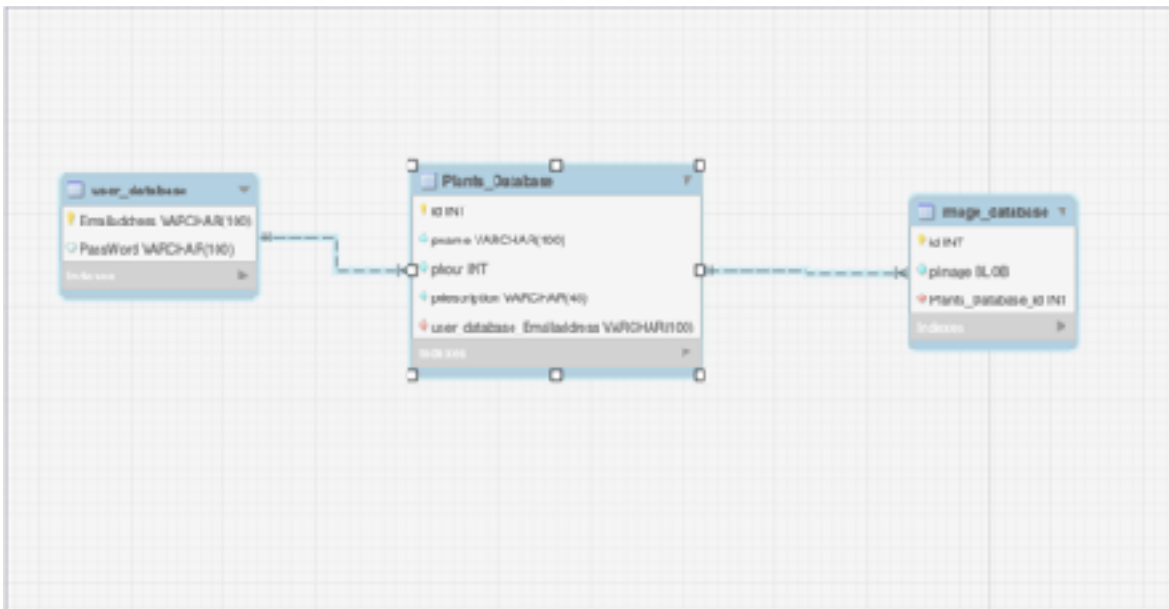 user_database
Emailaddress VARCHAR(100)
PassWord VARCHAR(100)
Indexes
Plants_Database
id INT
pname VARCHAR(100)
phour INT
pdescription VARCHAR(45)
user_database_Emailaddress VARCHAR(100)
Indexes
image_database
id INT
pimage BLOB
Plants_Database_id INT
Indexes